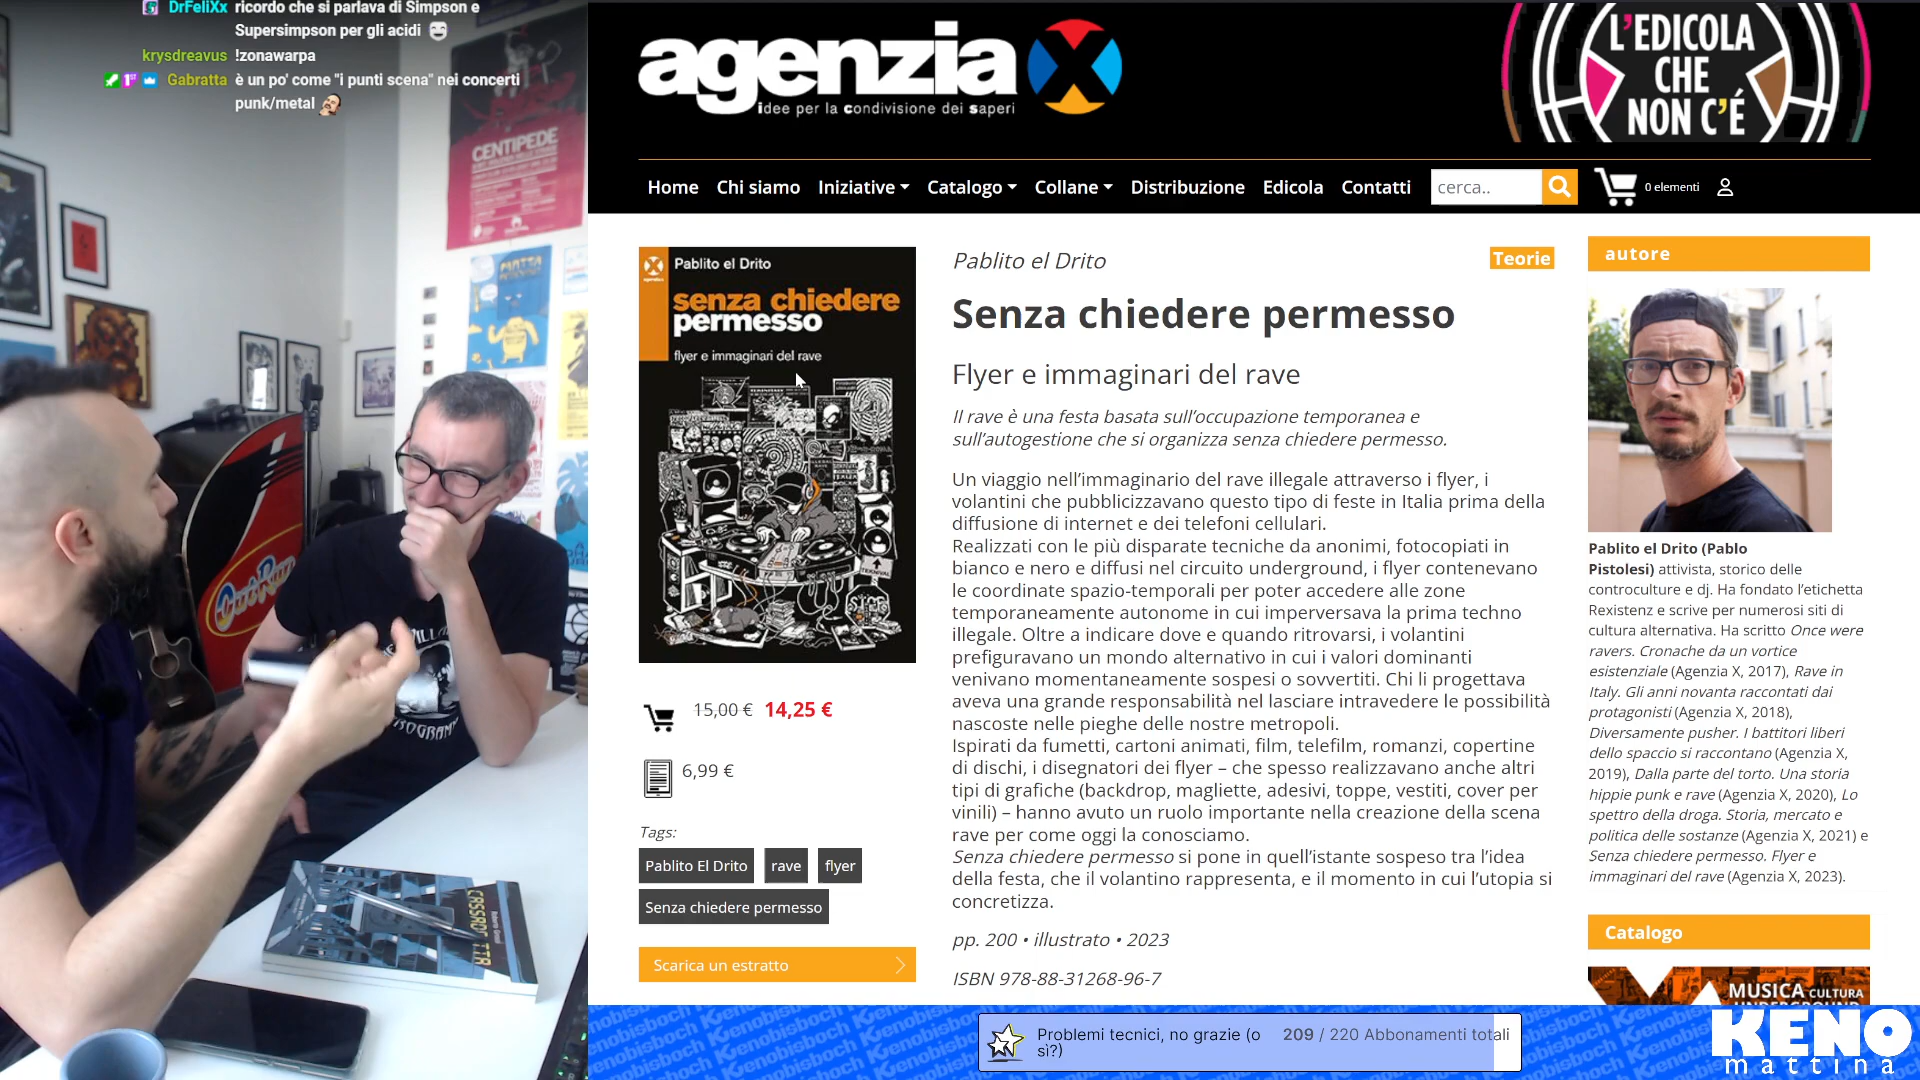 DrFeliXx ricordo che si parlava di Simpson e
Supersimpson per gli acidi
krysdreavus !zonawarpa
Gabratta è un po' come "i punti scena" nei concerti
punk/metal
CENTIPEDE
OutRun
agenzia X
idee per la condivisione dei saperi
L'EDICOLA
CHE
NON C'É
Home Chi siamo Iniziative Catalogo Collane Distribuzione Edicola Contatti cerca.. 0 elementi
Pablito el Drito
senza chiedere
permesso
flyer e immaginari del rave
15,00 € 14,25 €
6,99 €
Tags:
Pablito El Drito rave flyer
Senza chiedere permesso
Scarica un estratto
Pablito el Drito
Teorie
Senza chiedere permesso
Flyer e immaginari del rave
Il rave è una festa basata sull'occupazione temporanea e
sull'autogestione che si organizza senza chiedere permesso.
Un viaggio nell'immaginario del rave illegale attraverso i flyer, i
volantini che pubblicizzavano questo tipo di feste in Italia prima della
diffusione di internet e dei telefoni cellulari.
Realizzati con le più disparate tecniche da anonimi, fotocopiati in
bianco e nero e diffusi nel circuito underground, i flyer contenevano
le coordinate spazio-temporali per poter accedere alle zone
temporaneamente autonome in cui imperversava la prima techno
illegale. Oltre a indicare dove e quando ritrovarsi, i volantini
prefiguravano un mondo alternativo in cui i valori dominanti
venivano momentaneamente sospesi o sovvertiti. Chi li progettava
aveva una grande responsabilità nel lasciare intravedere le possibilità
nascoste nelle pieghe delle nostre metropoli.
Ispirati da fumetti, cartoni animati, film, telefilm, romanzi, copertine
di dischi, i disegnatori dei flyer – che spesso realizzavano anche altri
tipi di grafiche (backdrop, magliette, adesivi, toppe, vestiti, cover per
vinili) – hanno avuto un ruolo importante nella creazione della scena
rave per come oggi la conosciamo.
Senza chiedere permesso si pone in quell'istante sospeso tra l'idea
della festa, che il volantino rappresenta, e il momento in cui l'utopia si
concretizza.
pp. 200 • illustrato • 2023
ISBN 978-88-31268-96-7
autore
Pablito el Drito (Pablo
Pistolesi) attivista, storico delle
controculture e dj. Ha fondato l'etichetta
Rexistenz e scrive per numerosi siti di
cultura alternativa. Ha scritto Once were
ravers. Cronache da un vortice
esistenziale (Agenzia X, 2017), Rave in
Italy. Gli anni novanta raccontati dai
protagonisti (Agenzia X, 2018),
Diversamente pusher. I battitori liberi
dello spaccio si raccontano (Agenzia X,
2019), Dalla parte del torto. Una storia
hippie punk e rave (Agenzia X, 2020), Lo
spettro della droga. Storia, mercato e
politica delle sostanze (Agenzia X, 2021) e
Senza chiedere permesso. Flyer e
immaginari del rave (Agenzia X, 2023).
Catalogo
MUSICA CULTURA
UNDERGROUND
Problemi tecnici, no grazie (o
sì?)
209 / 220 Abbonamenti totali
KENO
mattina